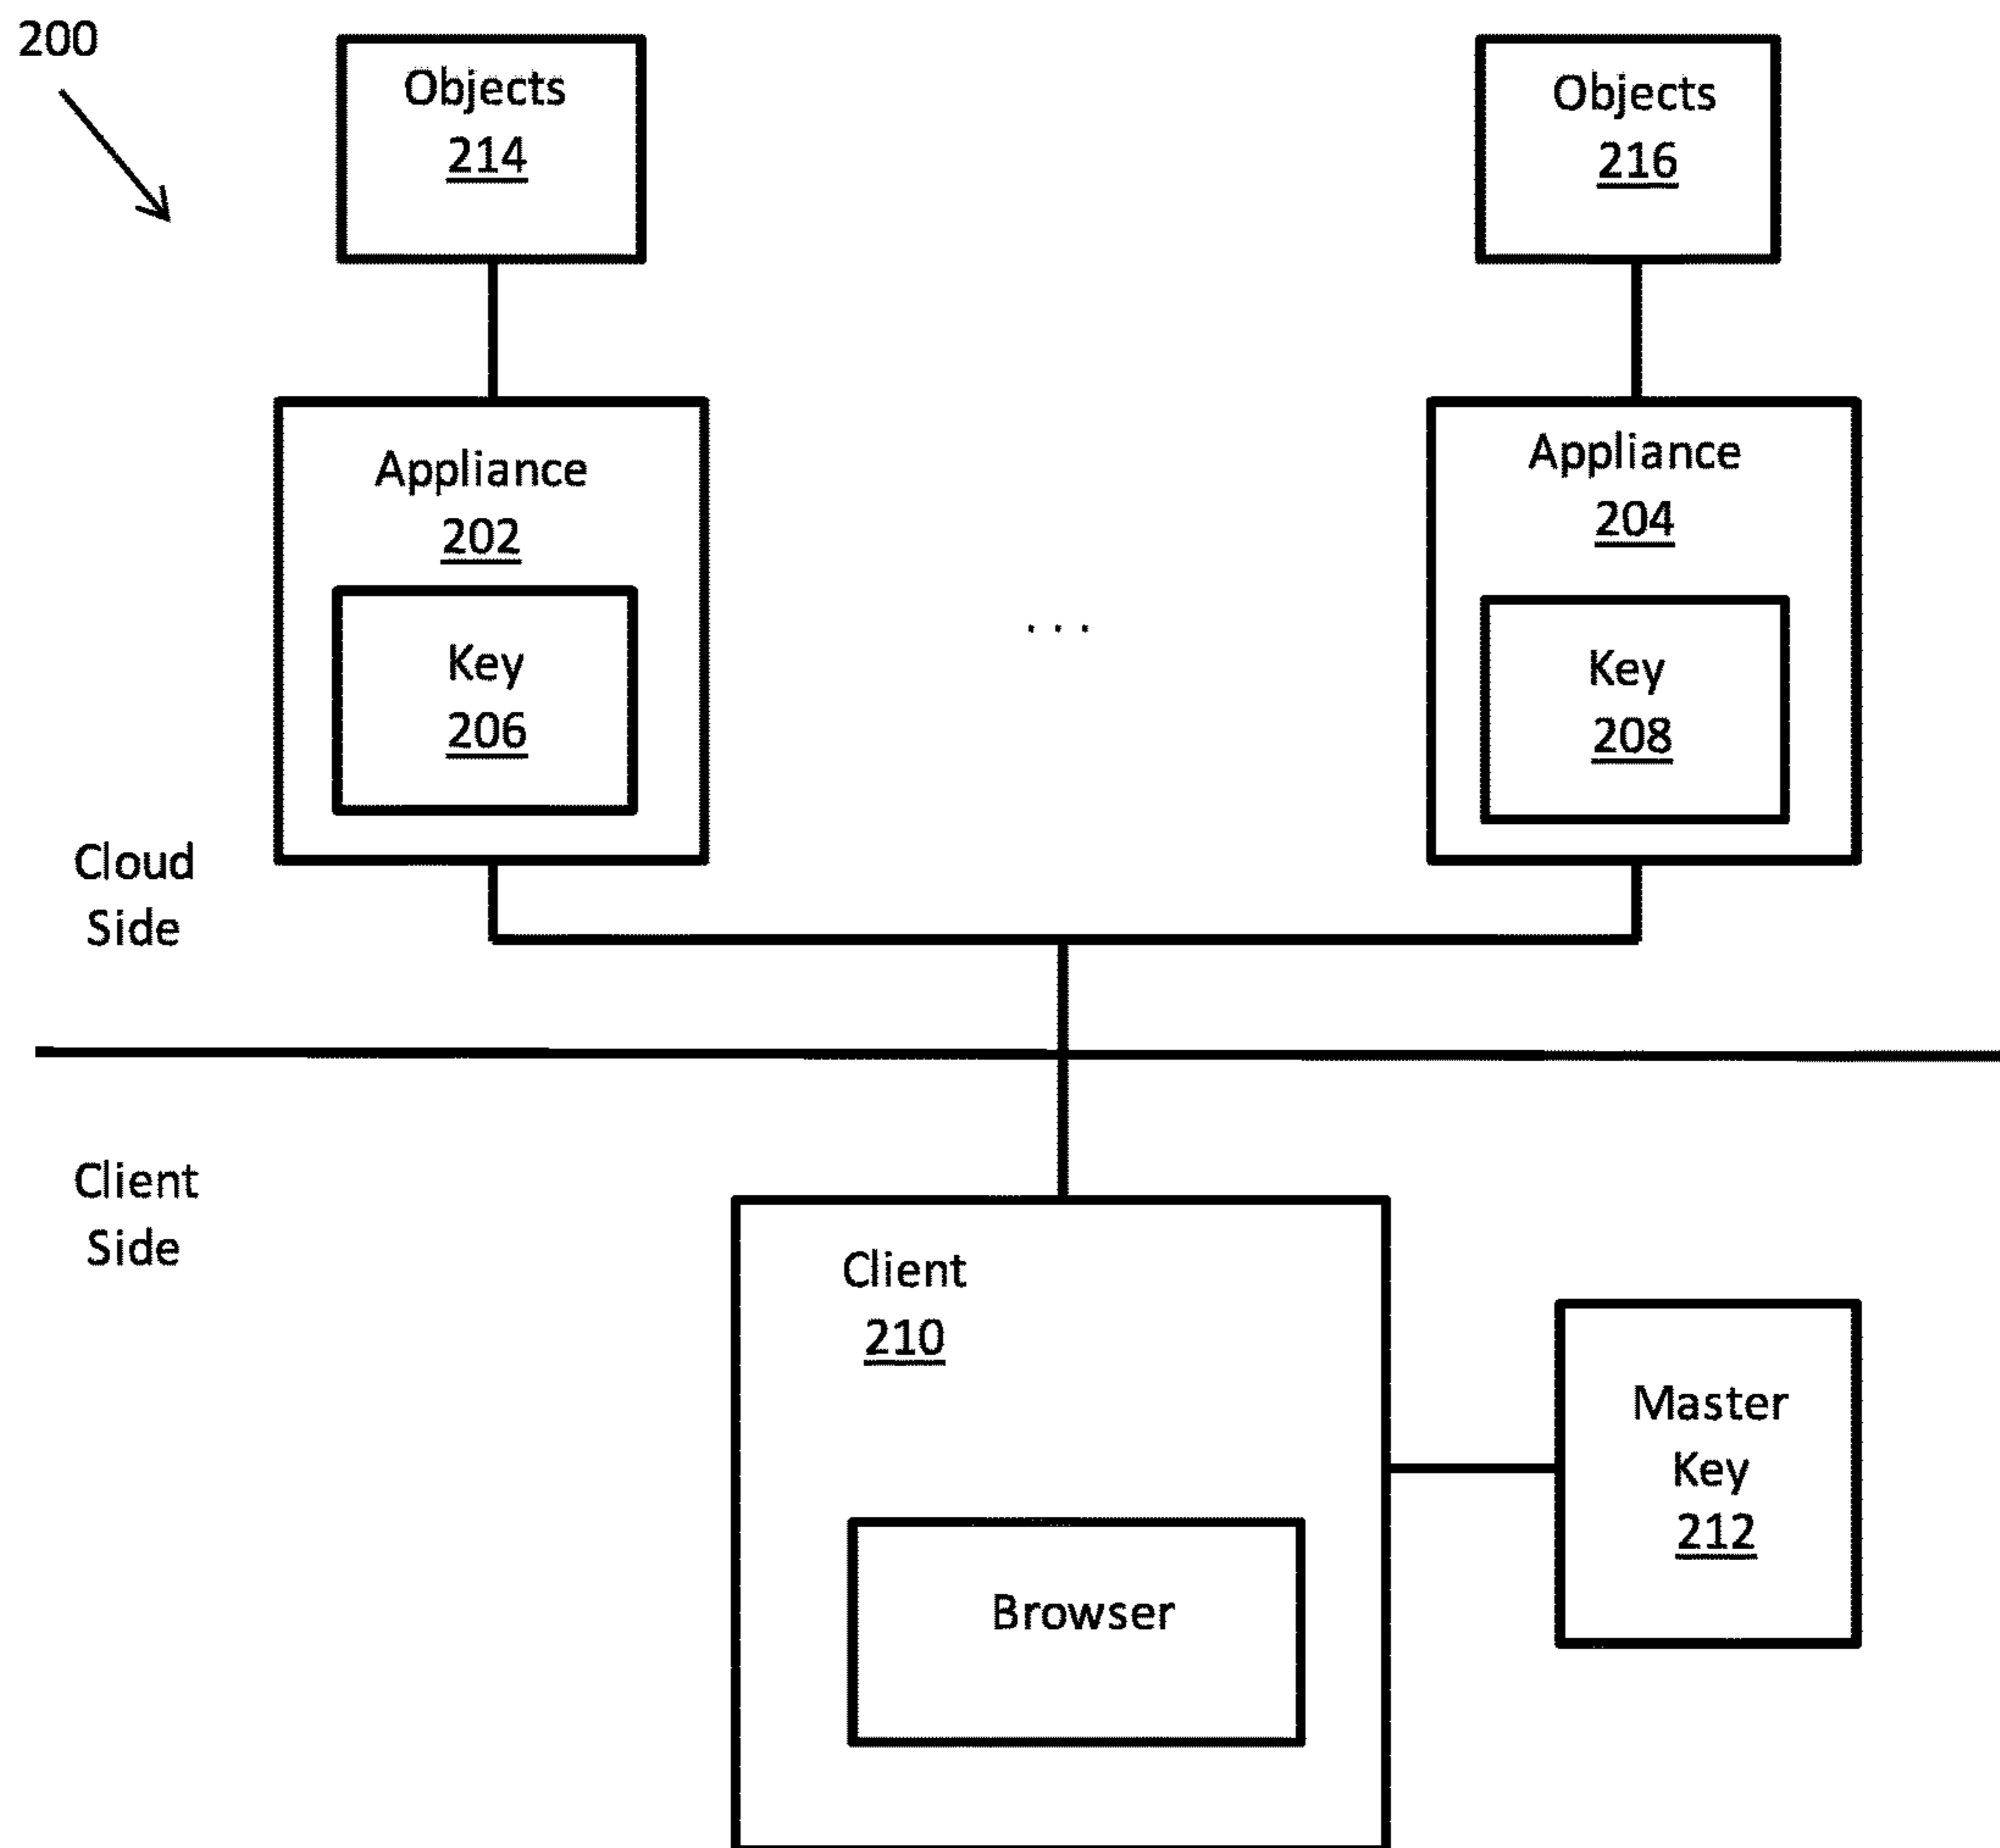 200
Objects
214
Objects
216
Appliance
202
Appliance
204
Key
206
. . .
Key
208
Cloud
Side
Client
Side
Client
210
Master
Key
212
Browser